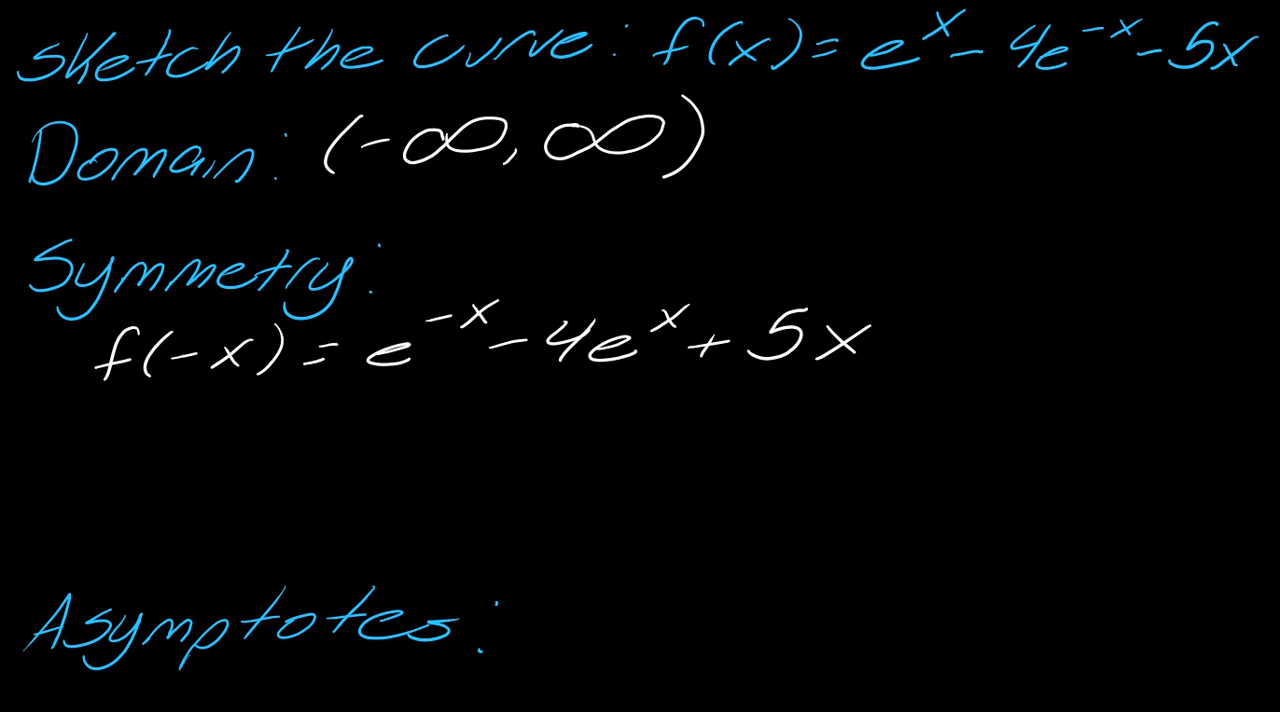 Sketch the curve: f(x) = e^x - 4e^-x - 5x
Domain: (-∞, ∞)
Symmetry:
f(-x) = e^-x - 4e^x + 5x
Asymptotes: